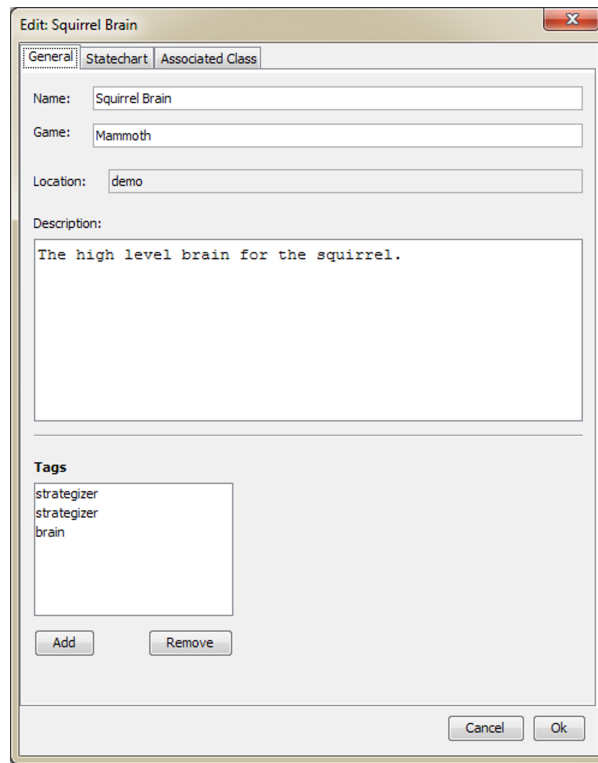 Edit: Squirrel Brain
General Statechart Associated Class
Name: Squirrel Brain
Game: Mammoth
Location: demo
Description:
The high level brain for the squirrel.
Tags
strategizer
strategizer
brain
Add Remove
Cancel Ok